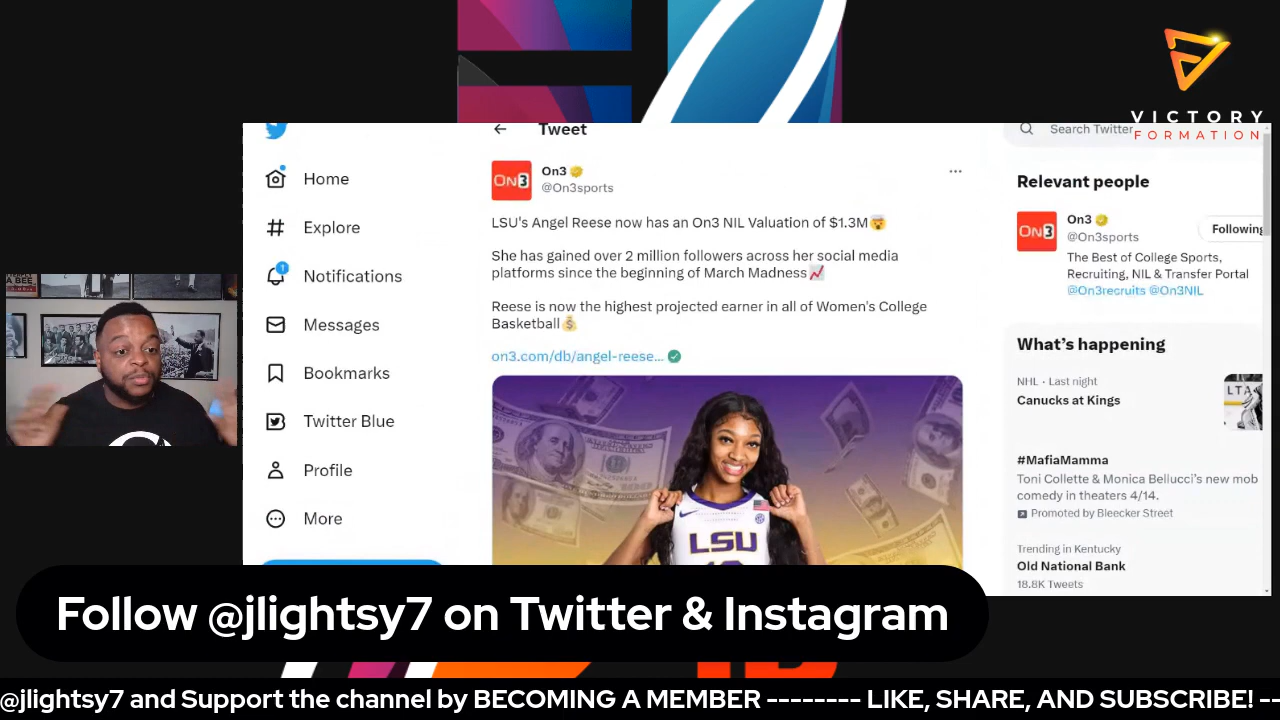 VICTORY
FORMATION
Tweet
Search Twitter
On3
@On3sports
LSU's Angel Reese now has an On3 NIL Valuation of $1.3M🤯
She has gained over 2 million followers across her social media
platforms since the beginning of March Madness📈
Reese is now the highest projected earner in all of Women's College
Basketball💰
on3.com/db/angel-reese...
LSU
Home
Explore
1
Notifications
Messages
Bookmarks
Twitter Blue
Profile
More
Relevant people
On3
On3
@On3sports
Following
The Best of College Sports,
Recruiting, NIL & Transfer Portal
@On3recruits @On3NIL
What's happening
NHL · Last night
Canucks at Kings
LTA
#MafiaMamma
Toni Collette & Monica Bellucci's new mob
comedy in theaters 4/14.
Promoted by Bleecker Street
Trending in Kentucky
Old National Bank
18.8K Tweets
Follow @jlightsy7 on Twitter & Instagram
@jlightsy7 and Support the channel by BECOMING A MEMBER -------- LIKE, SHARE, AND SUBSCRIBE! --